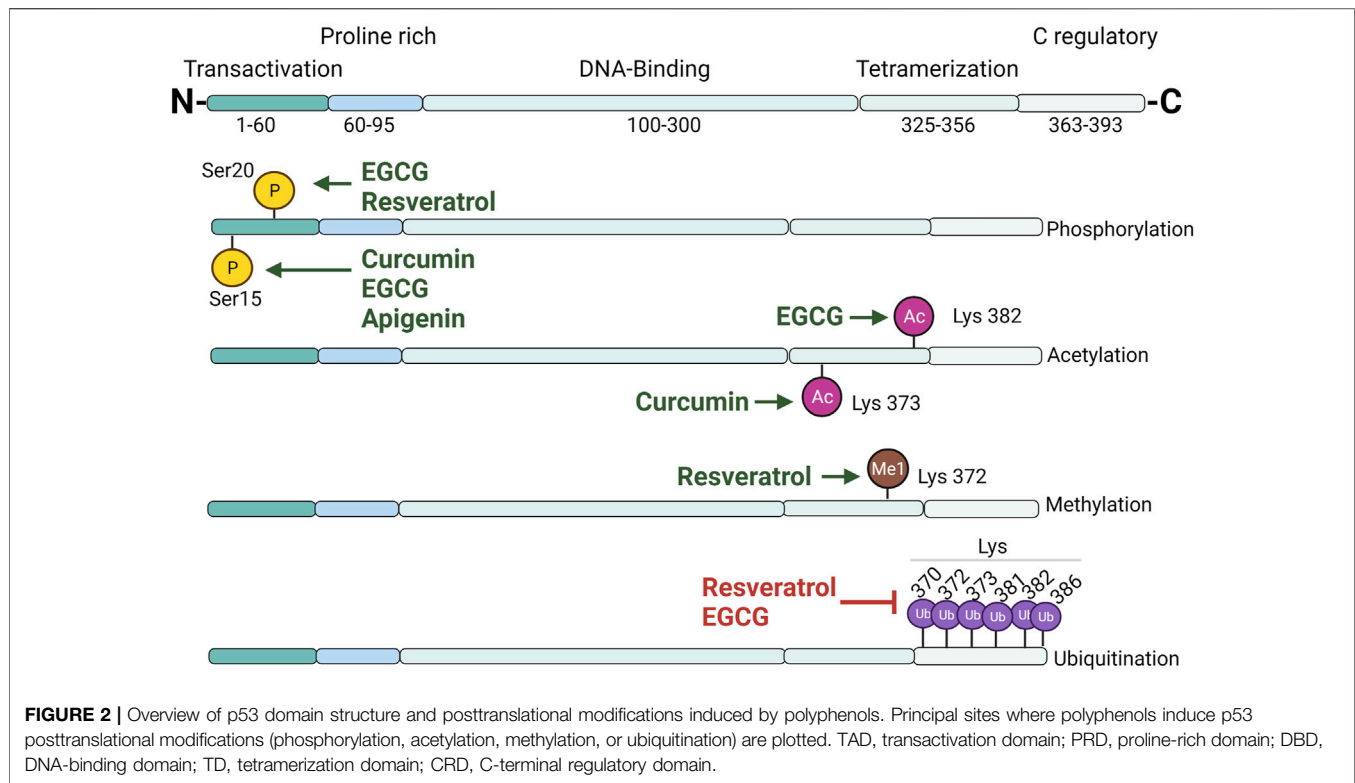 Proline rich
C regulatory
Transactivation
DNA-Binding
Tetramerization
N-
-C
1-60
60-95
100-300
325-356
363-393
Ser20
P
EGCG
Resveratrol
Phosphorylation
P
Ser15
Curcumin
EGCG
Apigenin
EGCG
Ac
Lys 382
Acetylation
Curcumin
Ac
Lys 373
Resveratrol
Me1
Lys 372
Methylation
Lys
370 372 373 381 382 386
Resveratrol
EGCG
Ub Ub Ub Ub Ub Ub
Ubiquitination
FIGURE 2 | Overview of p53 domain structure and posttranslational modifications induced by polyphenols. Principal sites where polyphenols induce p53
posttranslational modifications (phosphorylation, acetylation, methylation, or ubiquitination) are plotted. TAD, transactivation domain; PRD, proline-rich domain; DBD,
DNA-binding domain; TD, tetramerization domain; CRD, C-terminal regulatory domain.